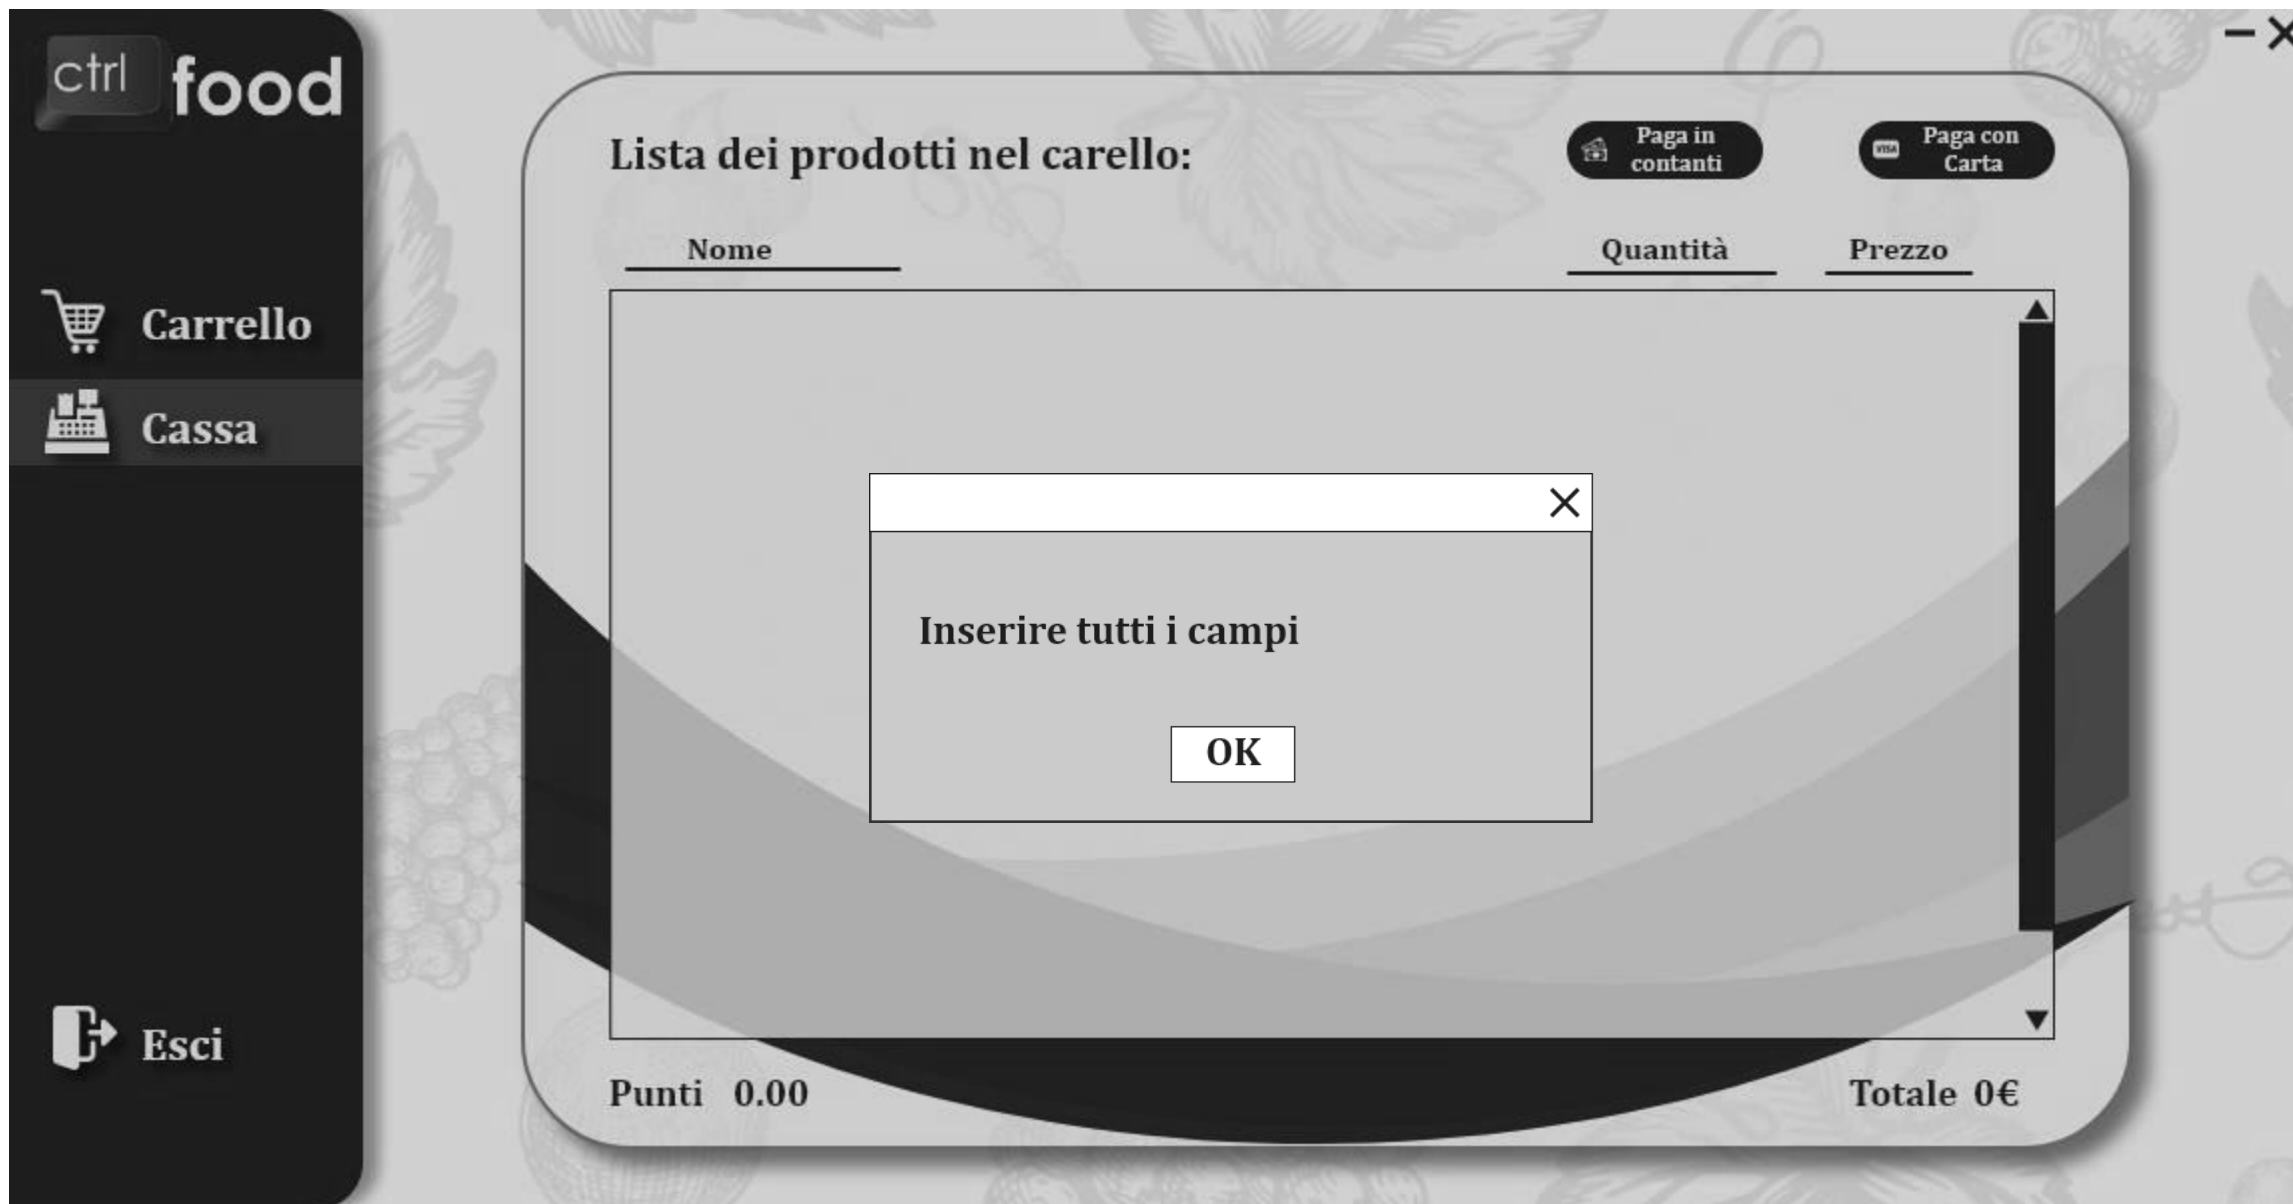 ctrl food
Lista dei prodotti nel carello:
Paga in
contanti
VISA
Paga con
Carta
Nome
Quantità
Prezzo
Carrello
Cassa
Inserire tutti i campi
OK
Esci
Punti 0.00
Totale 0€